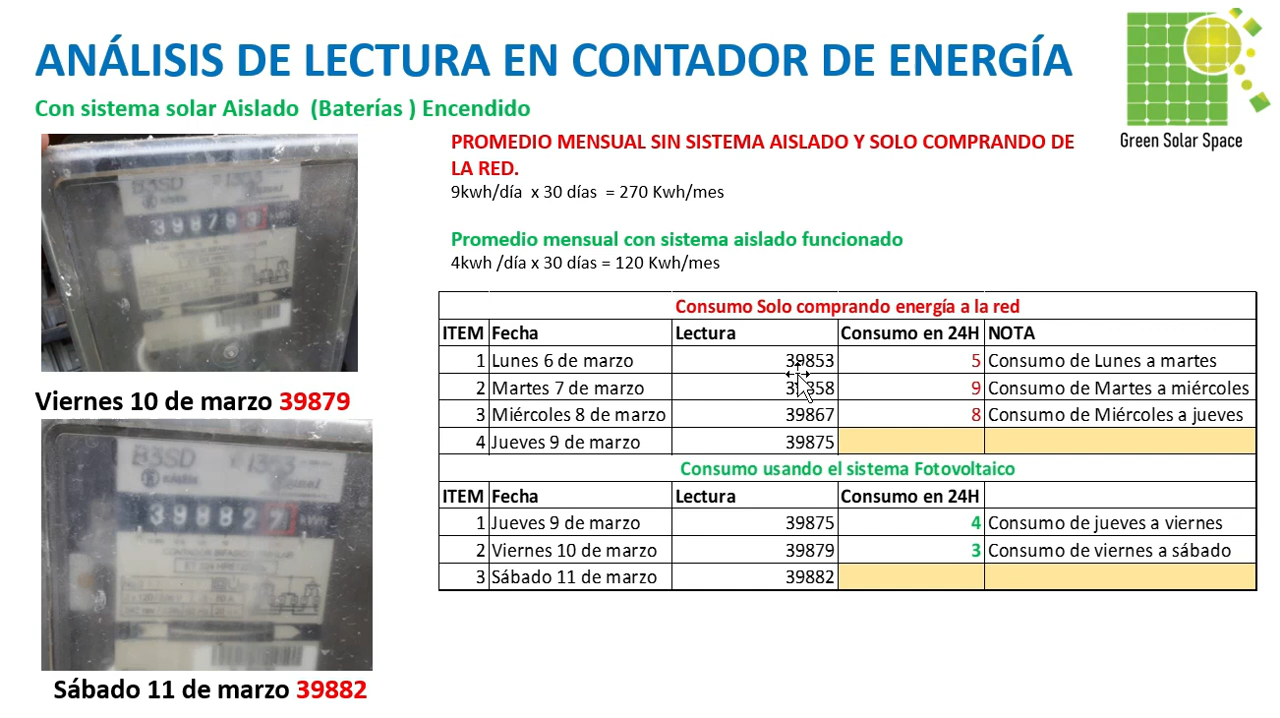 ANÁLISIS DE LECTURA EN CONTADOR DE ENERGÍA
Green Solar Space
Con sistema solar Aislado (Baterías ) Encendido
B3SD
39879
Viernes 10 de marzo 39879
B3SD
398827
kWh
Sábado 11 de marzo 39882
PROMEDIO MENSUAL SIN SISTEMA AISLADO Y SOLO COMPRANDO DE
LA RED.
9kwh/día x 30 días = 270 Kwh/mes
Promedio mensual con sistema aislado funcionado
4kwh /día x 30 días = 120 Kwh/mes
Consumo Solo comprando energía a la red
ITEM Fecha Lectura Consumo en 24H NOTA
1 Lunes 6 de marzo 39853 5 Consumo de Lunes a martes
2 Martes 7 de marzo 39858 9 Consumo de Martes a miércoles
3 Miércoles 8 de marzo 39867 8 Consumo de Miércoles a jueves
4 Jueves 9 de marzo 39875
Consumo usando el sistema Fotovoltaico
ITEM Fecha Lectura Consumo en 24H
1 Jueves 9 de marzo 39875 4 Consumo de jueves a viernes
2 Viernes 10 de marzo 39879 3 Consumo de viernes a sábado
3 Sábado 11 de marzo 39882